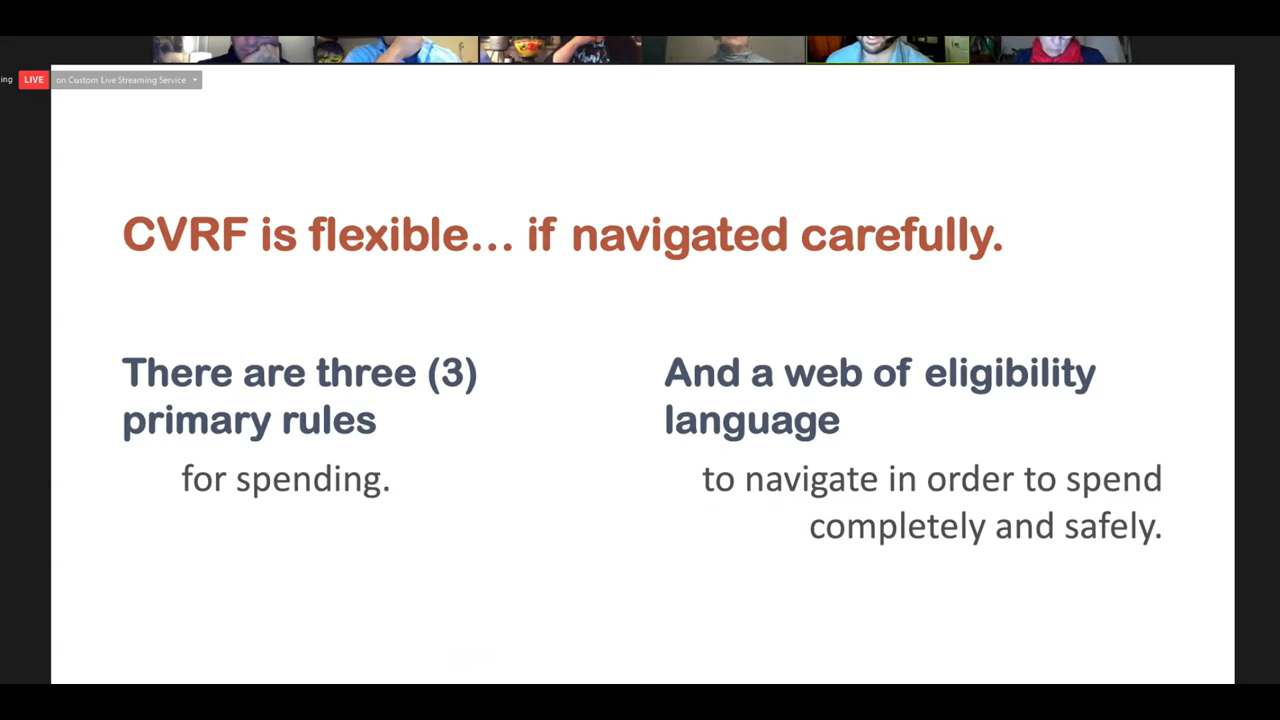 ing LIVE on Custom Live Streaming Service
CVRF is flexible... if navigated carefully.
There are three (3)
primary rules
for spending.
And a web of eligibility
language
to navigate in order to spend
completely and safely.